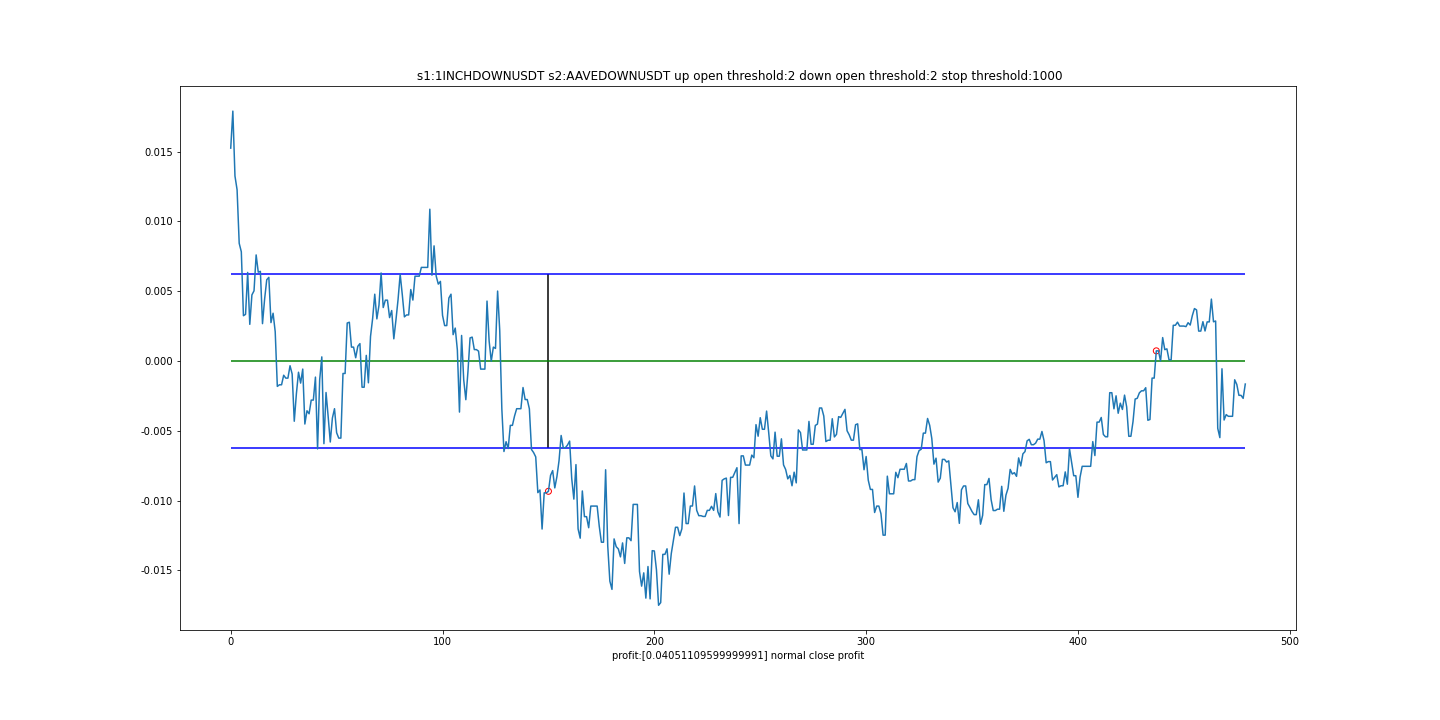 s1:1INCHDOWNUSDT s2:AAVEDOWNUSDT up open threshold:2 down open threshold:2 stop threshold:1000
0.015
0.010
0.005
0.000
-0.005
-0.010
-0.015
0 100 200 300 400 500
profit:[0.04051109599999991] normal close profit